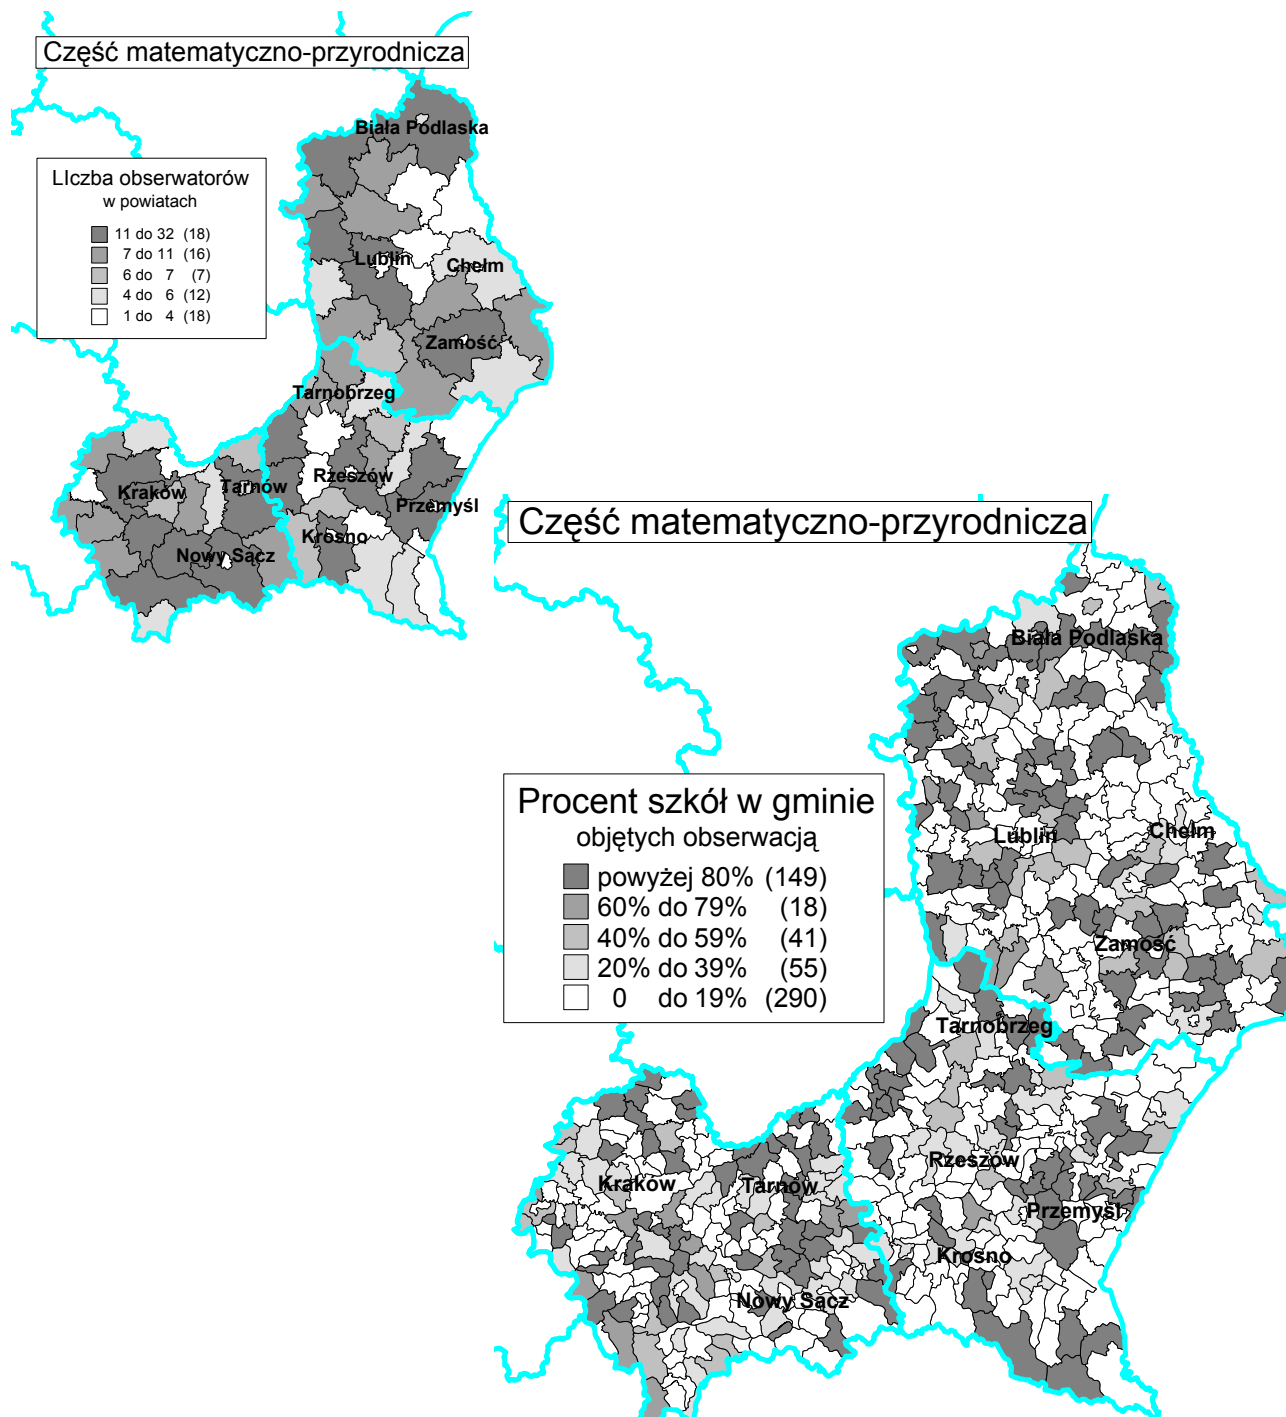 Część matematyczno-przyrodnicza
Biała Podlaska
LIczba obserwatorów
w powiatach
11 do 32 (18)
7 do 11 (16)
6 do 7 (7)
4 do 6 (12)
1 do 4 (18)
Lublin
Chełm
Zamość
Tarnobrzeg
Rzeszów
Kraków
Tarnów
Przemyśl
Krosno
Nowy Sącz
Część matematyczno-przyrodnicza
Biała Podlaska
Procent szkół w gminie
objętych obserwacją
powyżej 80% (149)
60% do 79% (18)
40% do 59% (41)
20% do 39% (55)
0 do 19% (290)
Lublin
Chełm
Zamość
Tarnobrzeg
Rzeszów
Kraków
Tarnów
Przemyśl
Krosno
Nowy Sącz